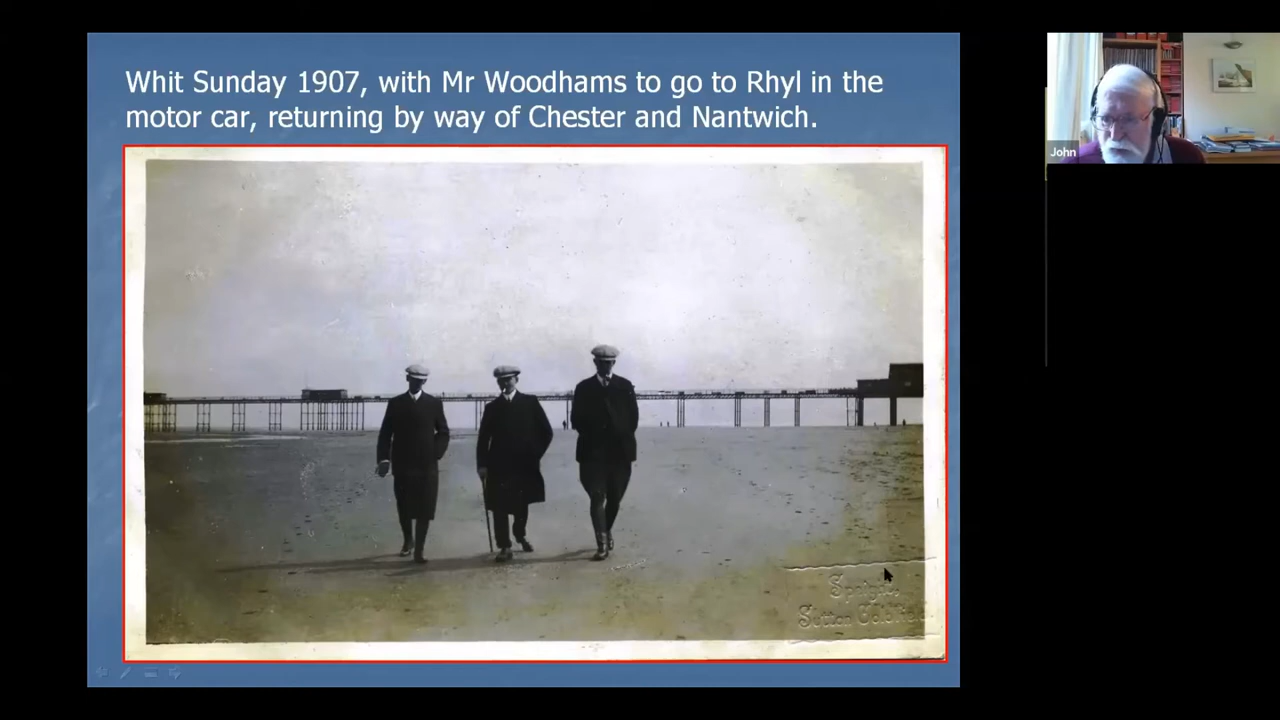 Whit Sunday 1907, with Mr Woodhams to go to Rhyl in the
motor car, returning by way of Chester and Nantwich.
John
Sutton